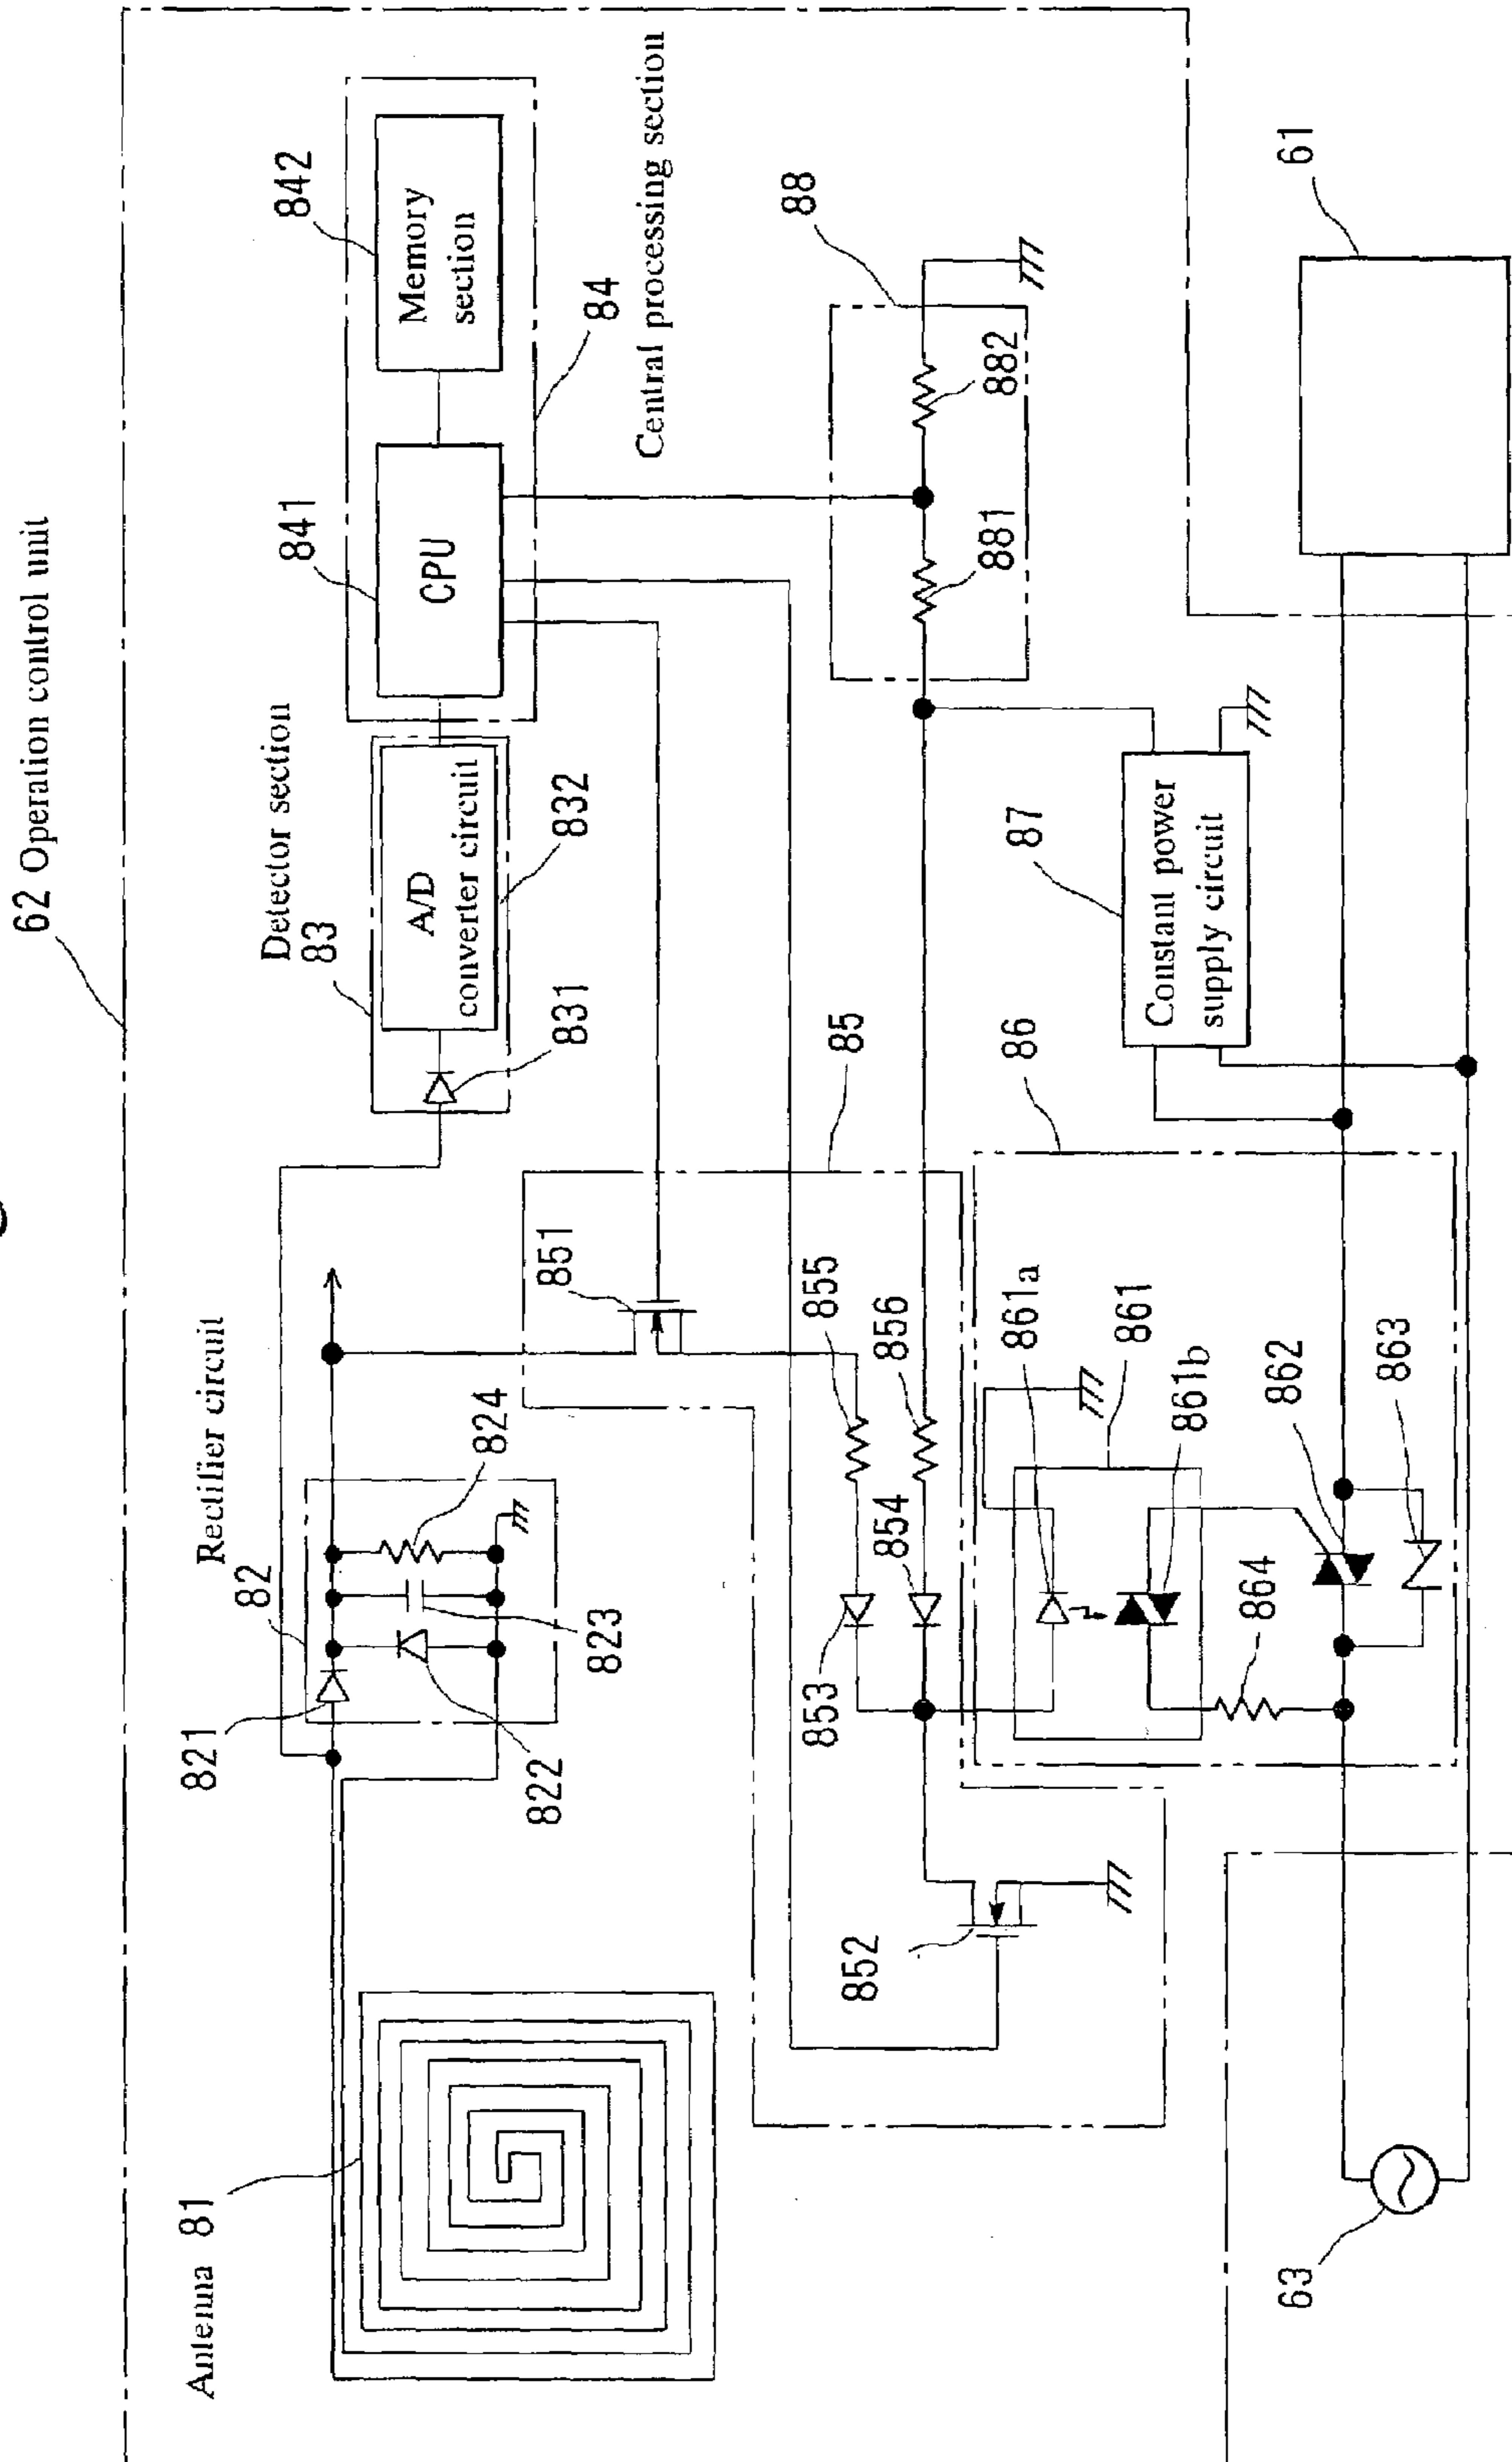 62 Operation control unit
Antenna 81
821
82
Rectifier circuit
822
823
824
Detector section
83
831
A/D
converter circuit
832
841
CPU
842
Memory
section
84
Central processing section
851
852
853
854
855
856
85
88
881
882
861a
861
861b
862
863
864
86
87
Constant power
supply circuit
61
63